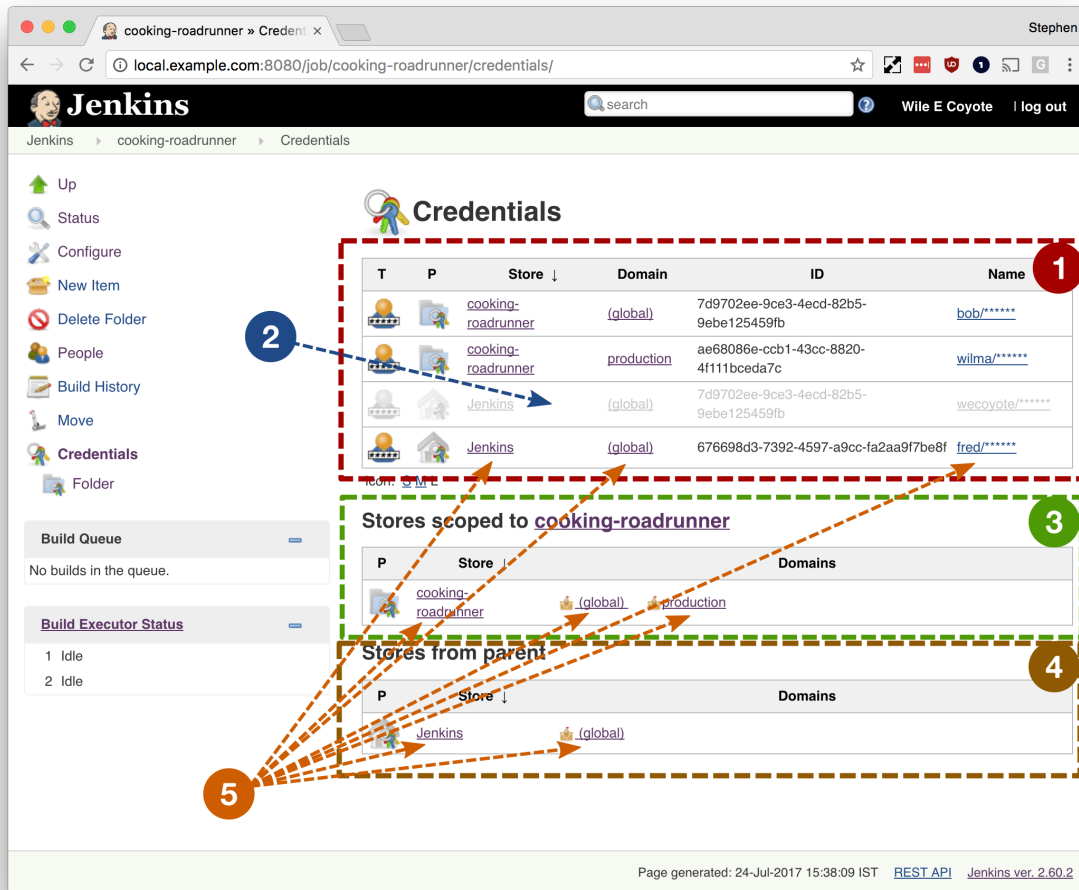 cooking-roadrunner » Credent ×
Stephen
local.example.com:8080/job/cooking-roadrunner/credentials/
Jenkins
search
Wile E Coyote
| log out
Jenkins
cooking-roadrunner
Credentials
Up
Status
Configure
New Item
Delete Folder
People
Build History
Move
Credentials
Folder
Build Queue
No builds in the queue.
Build Executor Status
1 Idle
2 Idle
Credentials
1
T P Store ↓ Domain ID Name
cooking-
roadrunner
(global)
7d9702ee-9ce3-4ecd-82b5-
9ebe125459fb
bob/******
2
cooking-
roadrunner
production
ae68086e-ccb1-43cc-8820-
4f111bceda7c
wilma/******
Jenkins
(global)
7d9702ee-9ce3-4ecd-82b5-
9ebe125459fb
wecoyote/******
Jenkins
(global)
676698d3-7392-4597-a9cc-fa2aa9f7be8f
fred/******
Icon: S M L
3
Stores scoped to cooking-roadrunner
P Store ↓ Domains
cooking-
roadrunner
(global)
production
4
Stores from parent
P Store ↓ Domains
Jenkins
(global)
5
Page generated: 24-Jul-2017 15:38:09 IST REST API Jenkins ver. 2.60.2